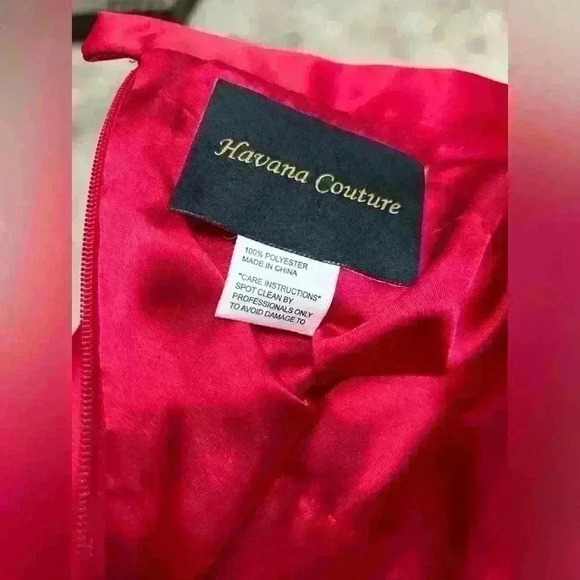 Havana Couture
100% POLYESTER
MADE IN CHINA
"CARE INSTRUCTIONS"
SPOT CLEAN BY
PROFESSIONALS ONLY
TO AVOID DAMAGE TO